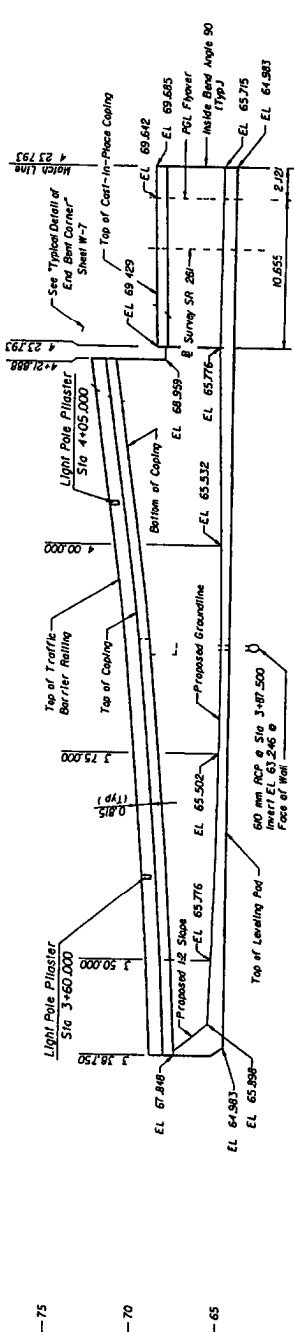 75
70
65
Light Pole Pilaster
Sta 3+60.000
Light Pole Pilaster
Sta 4+05.000
See "Typical Detail of
End Bent Corner"
Sheet W-7
Top of Traffic
Barrier Railing
Top of Coping
Bottom of Coping
Top of Cast-In-Place Coping
3 38.750
3 50.000
3 75.000
4 00.000
4+21.888
4 23.793
4 23.793
Match Line
0.815
(Typ.)
EL 67.848
Proposed 1:2 Slope
EL 65.776
EL 65.502
EL 65.532
EL 65.776
EL 68.959
EL 69 429
EL 69.642
EL 69.685
PGL Flyover
Inside Bend Angle 90
(Typ.)
EL 65.715
EL 64.983
₧ Survey SR 261
Proposed Groundline
Top of Leveling Pad
EL 64.983
EL 65.898
610 mm RCP @ Sta 3+87.500
Invert EL 63.246 @
Face of Wall
10.655
2.121